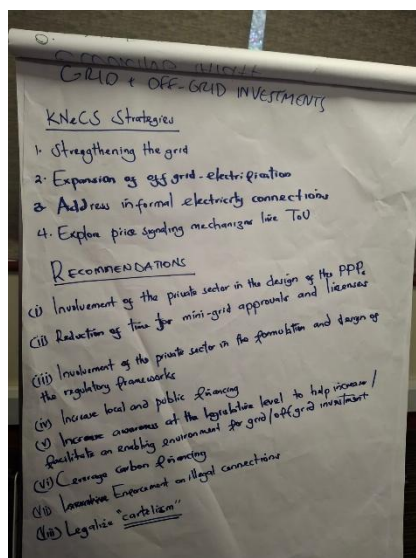 GRID & OFF-GRID INVESTMENTS
KNeCS Strategies
1. Stregthening the grid
2. Expansion of off grid-electrification
3. Address informal electricity connections
4. Explore price signaling mechanizms like ToU
RECOMMENDATIONS
(i) Involvement of the private sector in the design of the PPPs
(ii) Reduction of time for mini-grid approvals and licenses
(iii) Involvement of the private sector in the formulation and design of
the regulatory frameworks
(iv) Increase local and public financing
(v) Increase awareness at the legislative level to help increase/
facilitate an enabling environment for grid/off grid investment
(vi) Leverage carbon financing
(vii) Enforcement on illegal connections
(viii) Legalize "cartelism"